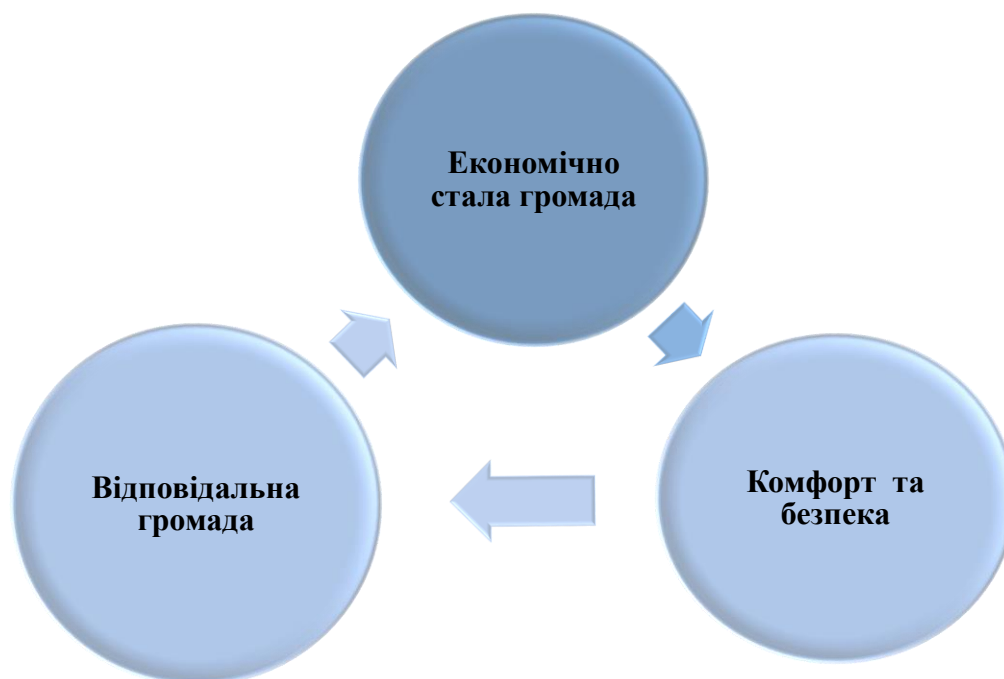 Економічно
стала громада
Відповідальна
громада
Комфорт та
безпека